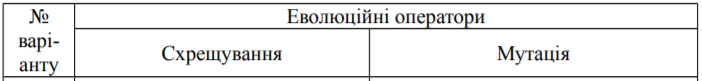 №
варі-
анту
Еволюційні оператори
Схрещування
Мутація